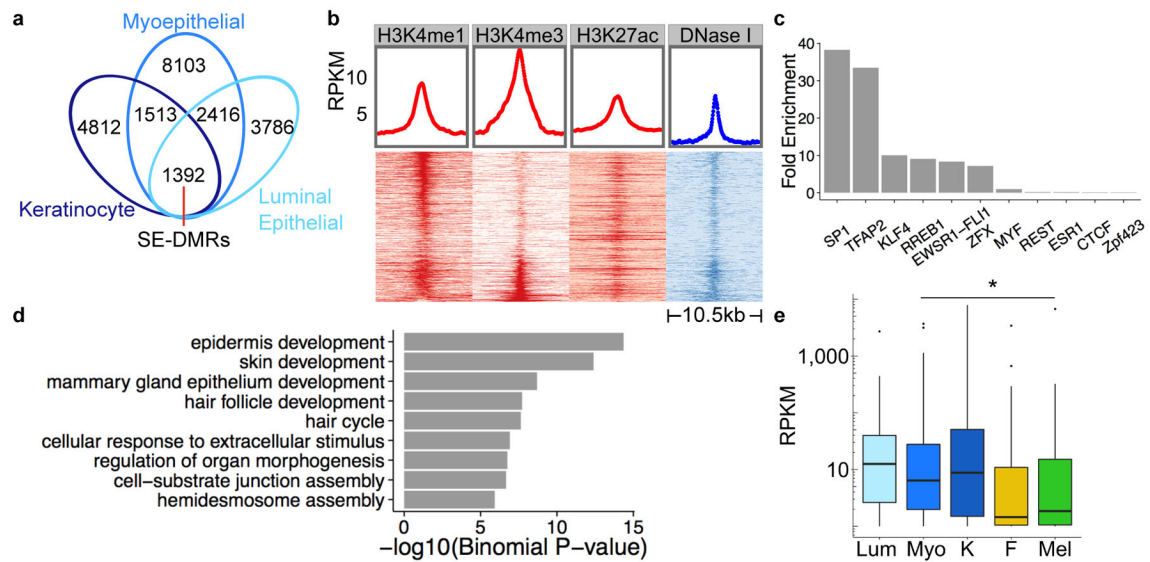 a
Myoepithelial
8103
1513
2416
4812
3786
1392
Keratinocyte
Luminal
Epithelial
SE-DMRs
b
H3K4me1
H3K4me3
H3K27ac
DNase I
RPKM
10
5
10.5kb
c
Fold Enrichment
40
30
20
10
0
SP1
TFAP2
KLF4
RREB1
EWSR1-FLI1
ZFX
MYF
REST
ESR1
CTCF
Zpf423
d
epidermis development
skin development
mammary gland epithelium development
hair follicle development
hair cycle
cellular response to extracellular stimulus
regulation of organ morphogenesis
cell-substrate junction assembly
hemidesmosome assembly
0
5
10
15
-log10(Binomial P-value)
e
*
RPKM
1,000
10
Lum
Myo
K
F
Mel